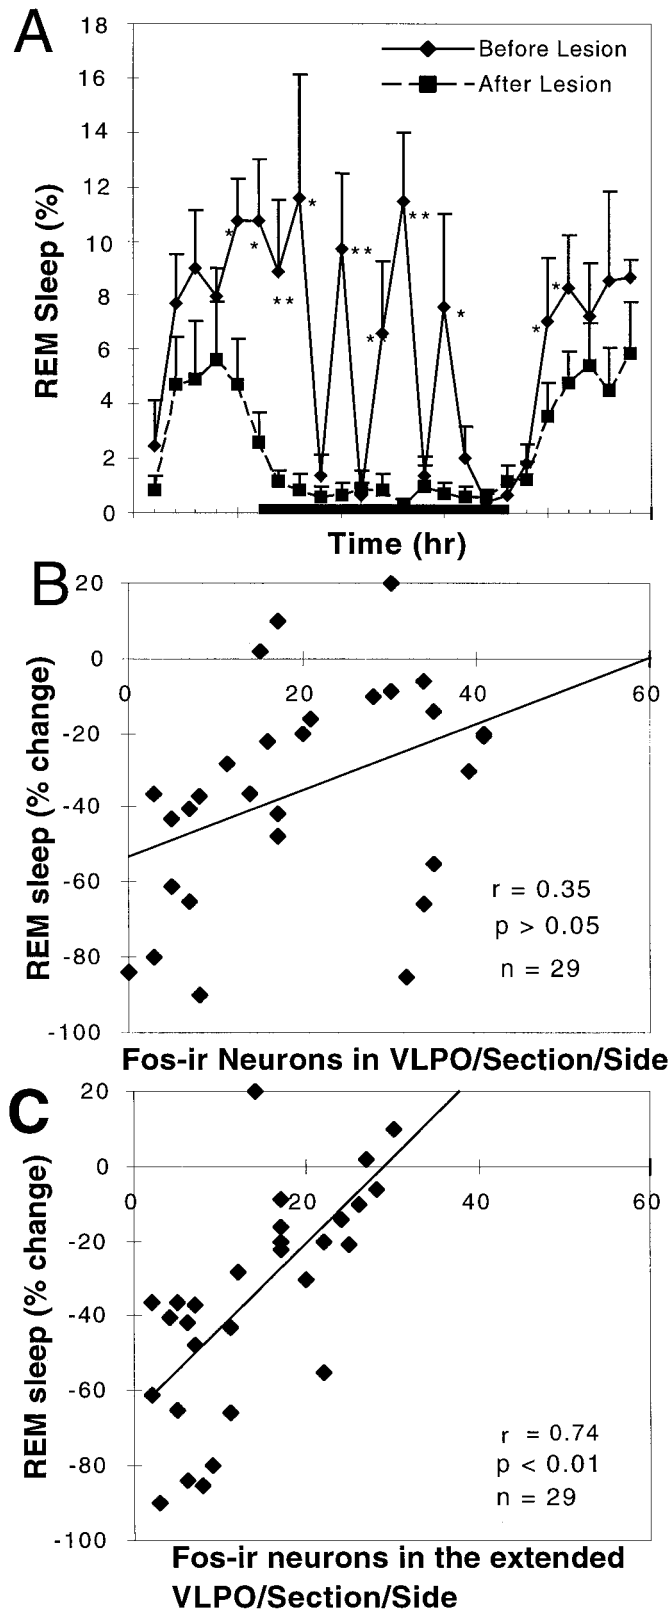 A
18
16
14
12
10
8
6
4
2
0
REM Sleep (%)
Before Lesion
After Lesion
*
*
**
*
**
**
**
*
*
*
Time (hr)
B
20
0
-20
-40
-60
-80
-100
REM sleep (% change)
0 20 40 60
r = 0.35
p > 0.05
n = 29
Fos-ir Neurons in VLPO/Section/Side
C
20
0
-20
-40
-60
-80
-100
REM sleep (% change)
0 20 40 60
r = 0.74
p < 0.01
n = 29
Fos-ir neurons in the extended
VLPO/Section/Side